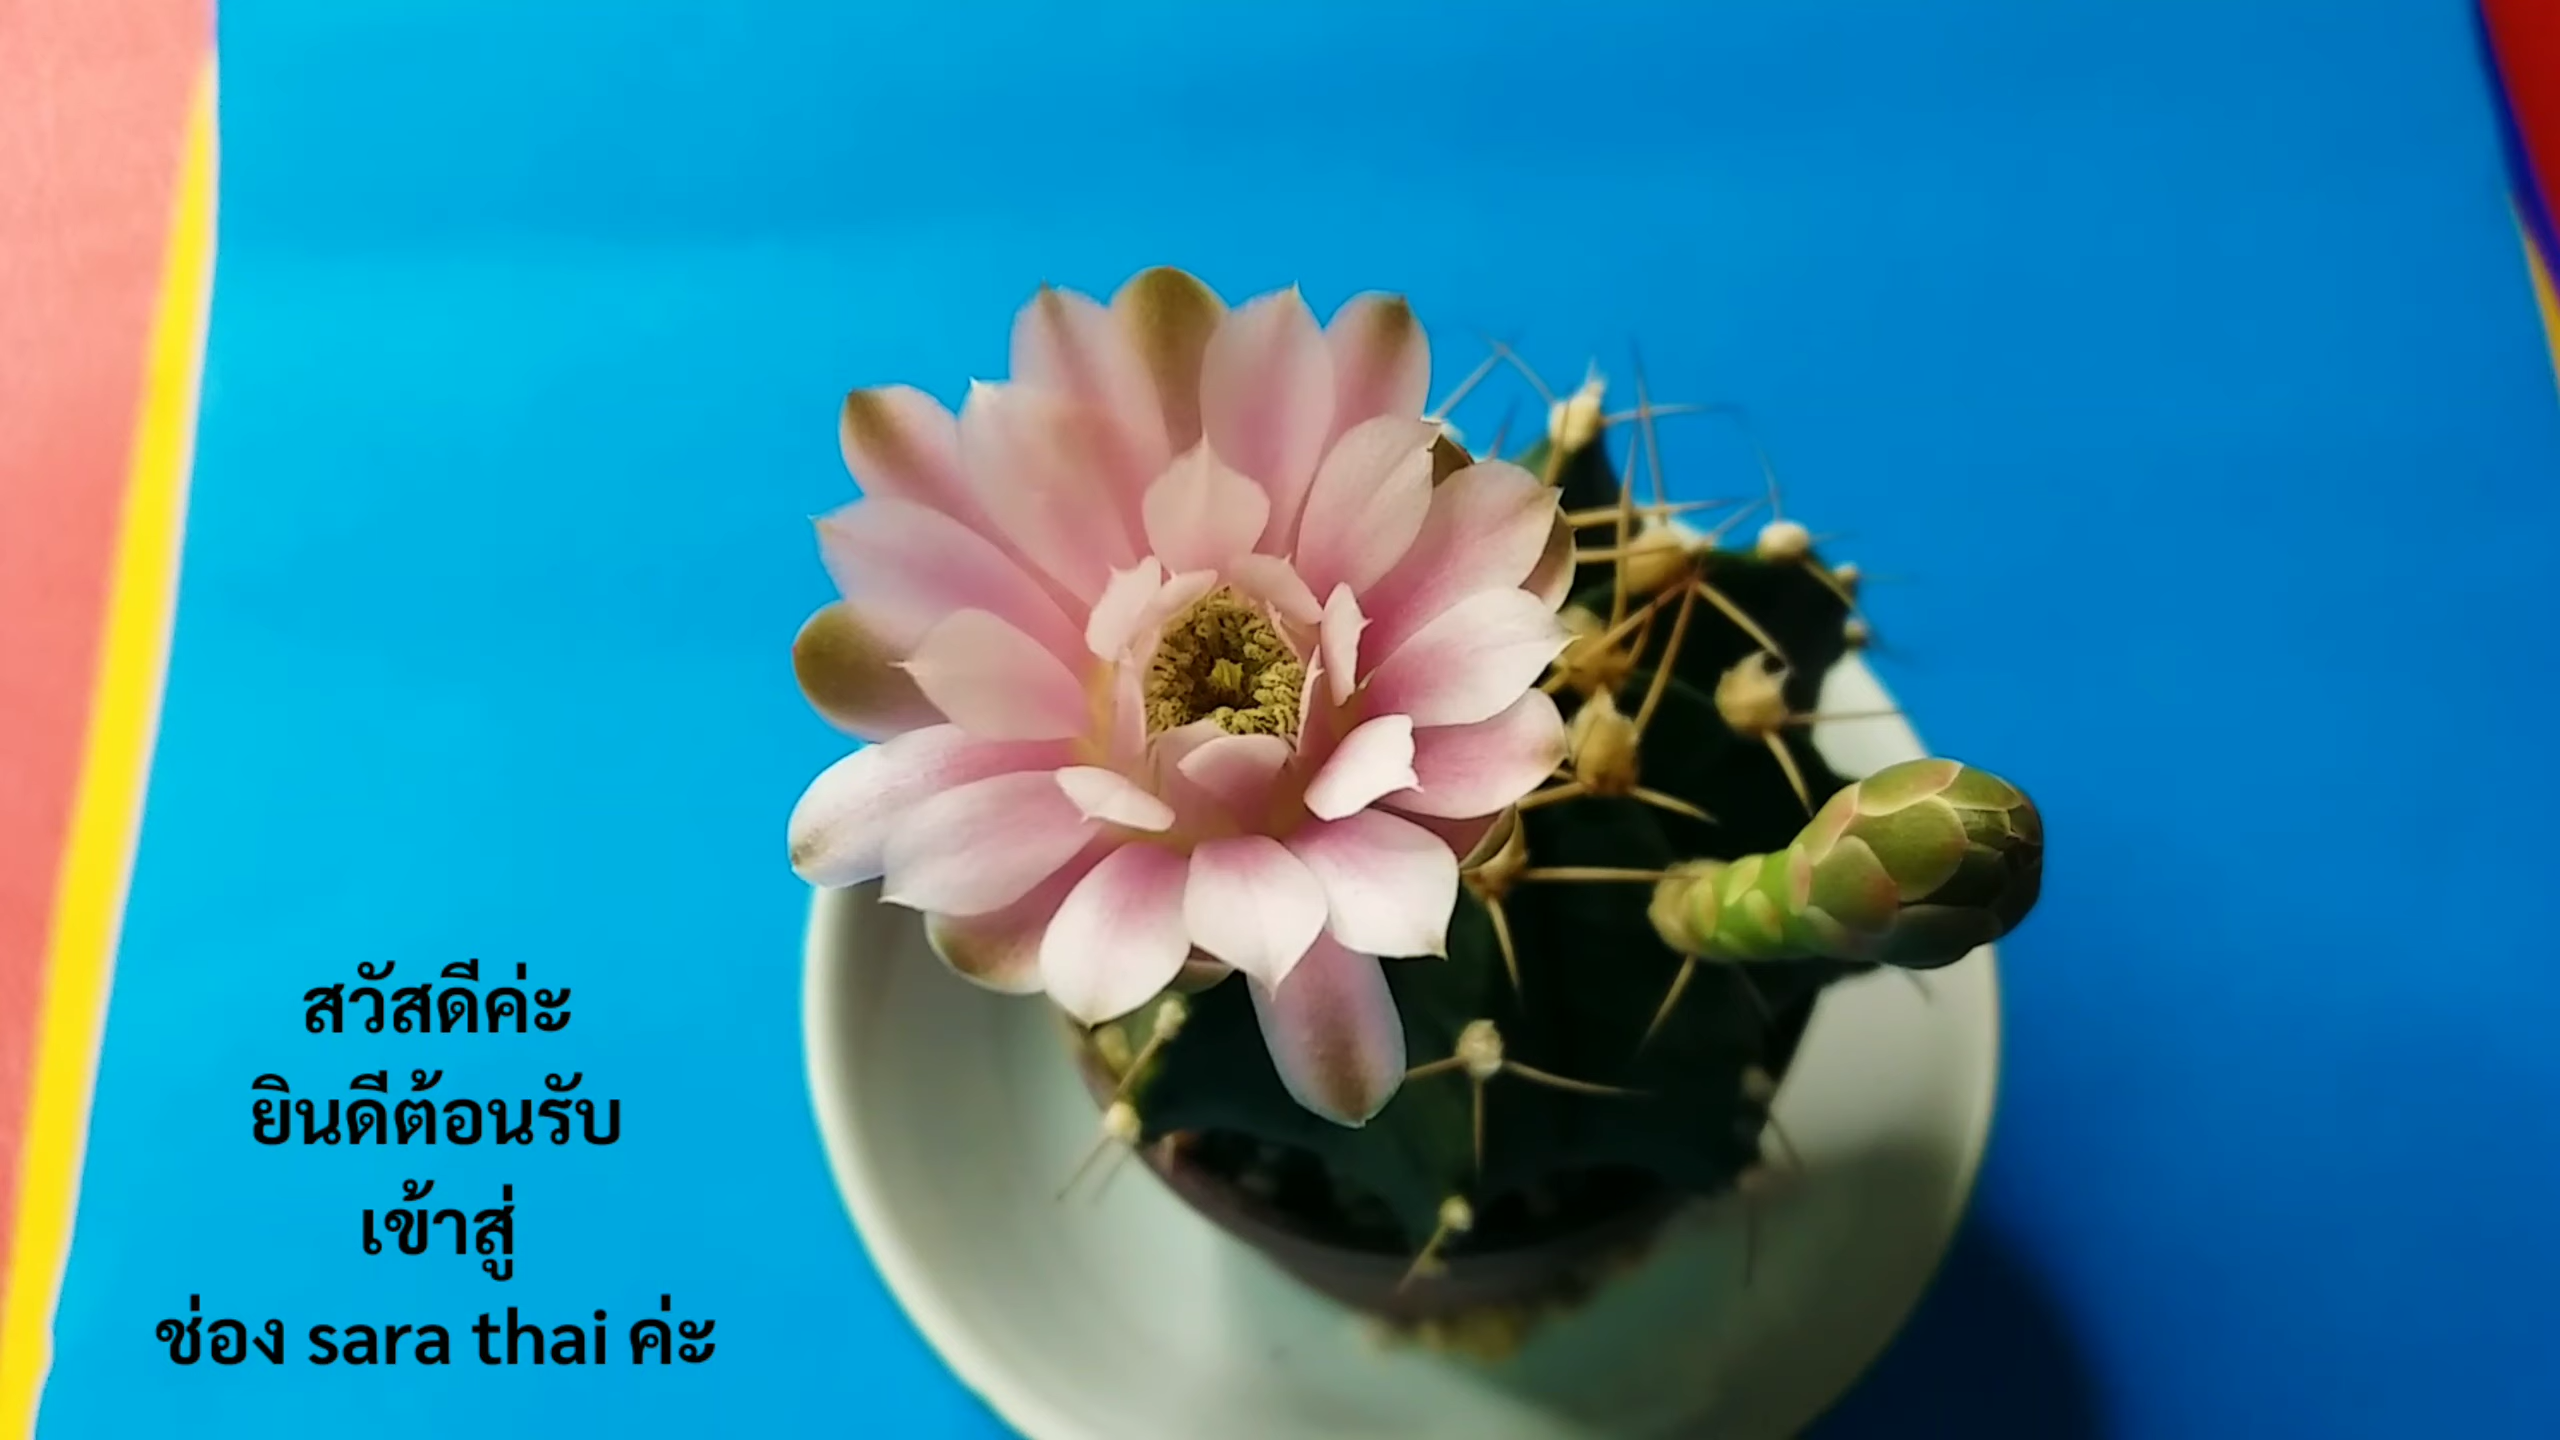 สวัสดีค่ะ
ยินดีต้อนรับ
เข้าสู่
ช่อง sara thai ค่ะ